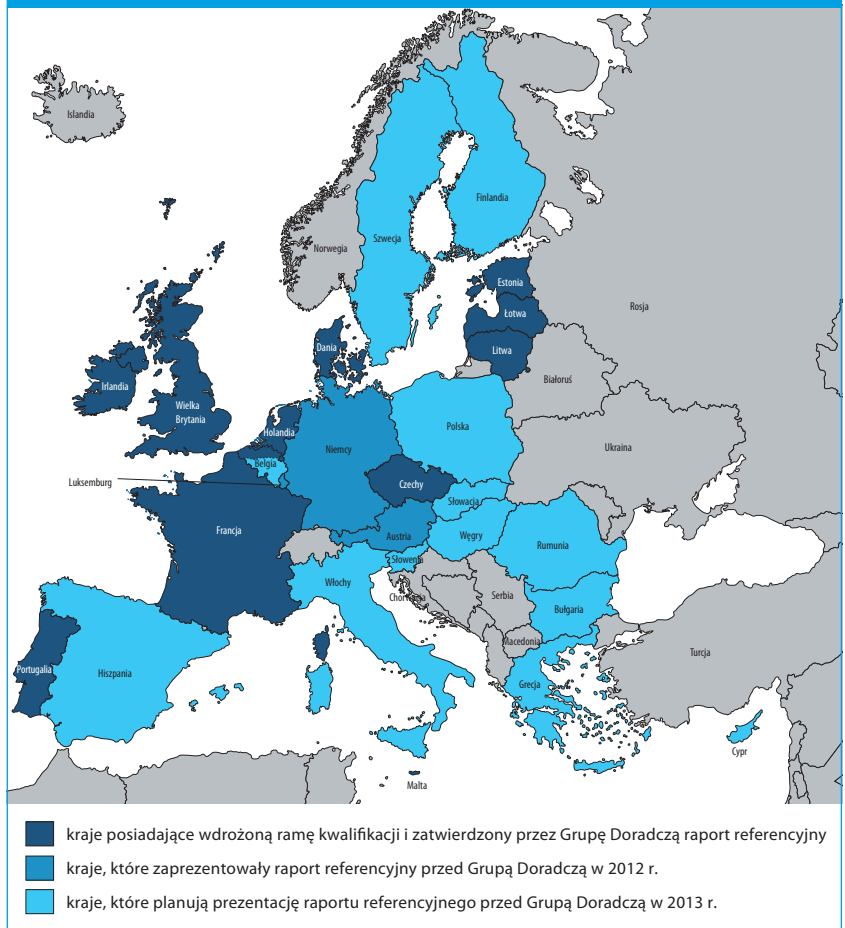 Islandia
Finlandia
Szwecja
Norwegia
Estonia
Rosja
Łotwa
Dania
Litwa
Białoruś
Irlandia
Wielka
Brytania
Holandia
Polska
Niemcy
Ukraina
Belgia
Luksemburg
Czechy
Słowacja
Francja
Austria
Węgry
Rumunia
Słowenia
Włochy
Chorwacja
Serbia
Bułgaria
Macedonia
Turcja
Portugalia
Hiszpania
Grecja
Cypr
Malta
kraje posiadające wdrożoną ramę kwalifikacji i zatwierdzony przez Grupę Doradczą raport referencyjny
kraje, które zaprezentowały raport referencyjny przed Grupą Doradczą w 2012 r.
kraje, które planują prezentację raportu referencyjnego przed Grupą Doradczą w 2013 r.